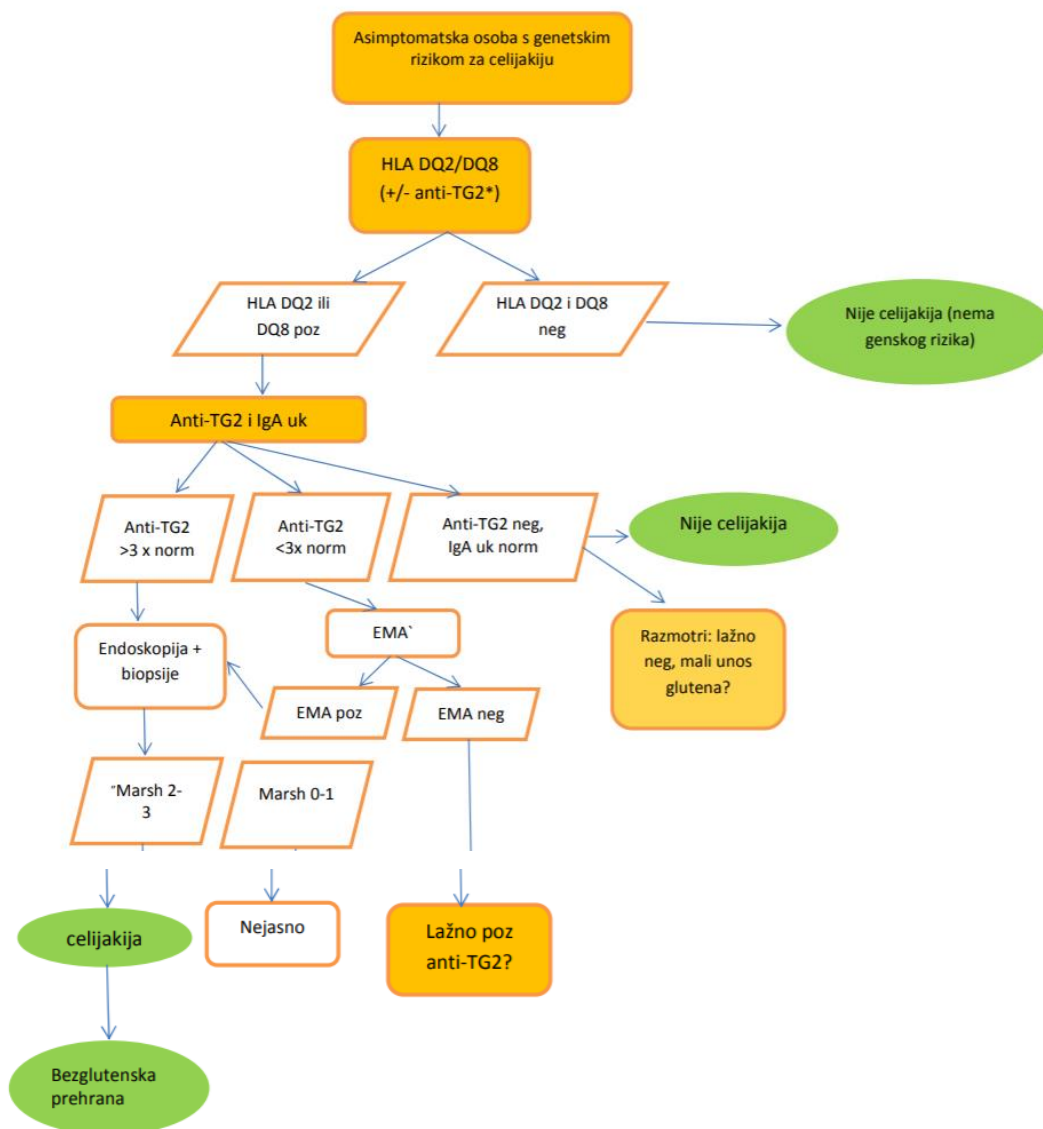 Asimptomatska osoba s genetskim
rizikom za celijakiju
HLA DQ2/DQ8
(+/- anti-TG2*)
HLA DQ2 ili
DQ8 poz
HLA DQ2 i DQ8
neg
Nije celijakija (nema
genskog rizika)
Anti-TG2 i IgA uk
Anti-TG2
>3 x norm
Anti-TG2
<3x norm
Anti-TG2 neg,
IgA uk norm
Nije celijakija
Endoskopija +
biopsije
EMA`
Razmotri: lažno
neg, mali unos
glutena?
EMA poz
EMA neg
"Marsh 2-
3
Marsh 0-1
celijakija
Nejasno
Lažno poz
anti-TG2?
Bezglutenska
prehrana